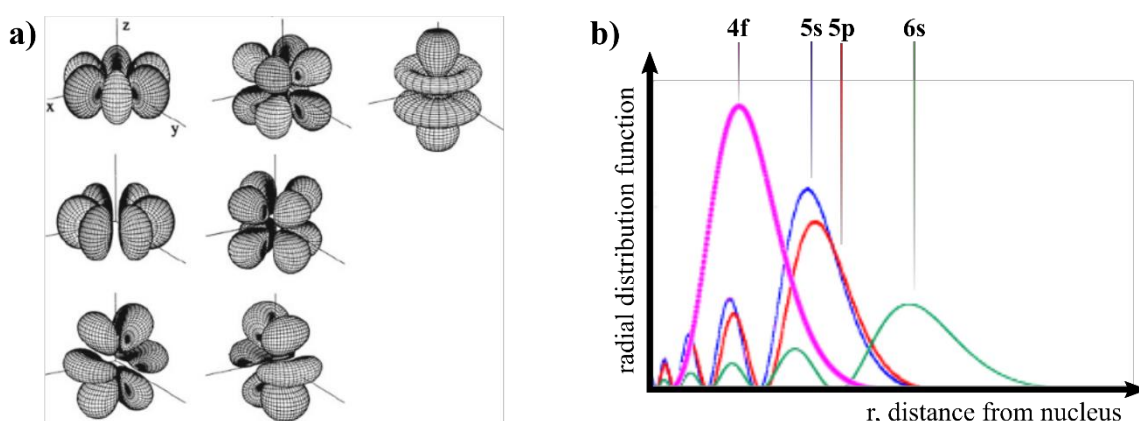 a)
z
x
y
b)
4f 5s 5p 6s
radial distribution function
r, distance from nucleus